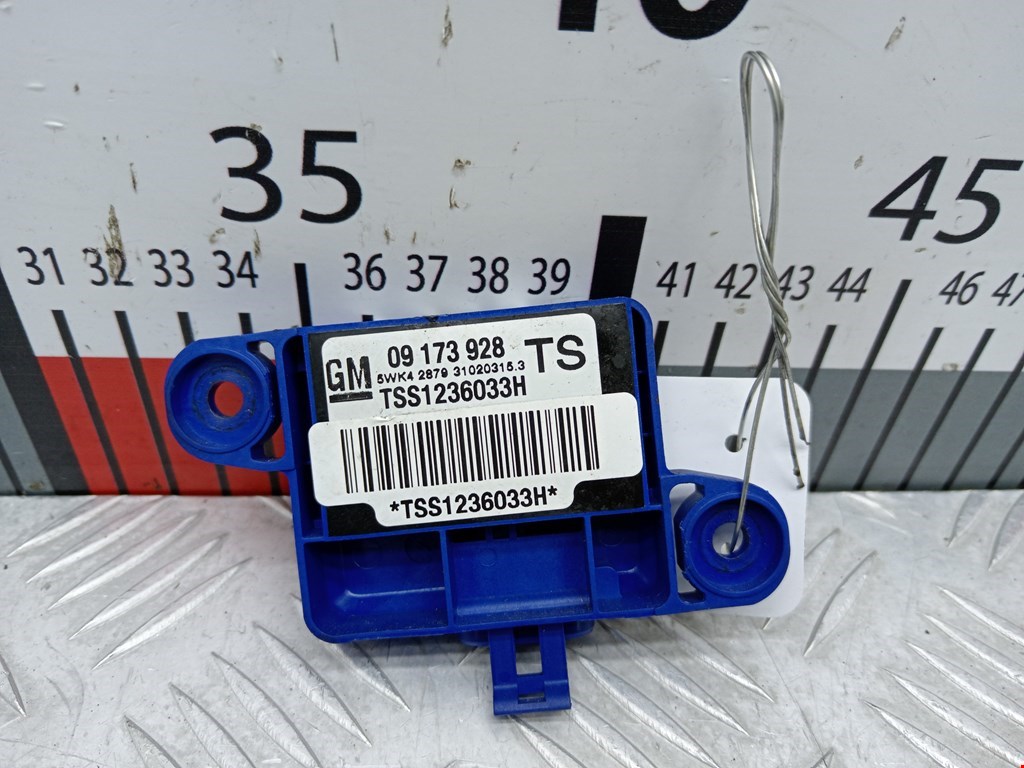 35
45
31 32 33 34 36 37 38 39 41 42 43 44 46 47
GM 09 173 928 TS
5WK4 2879 31020315.3
TSS1236033H
*TSS1236033H*